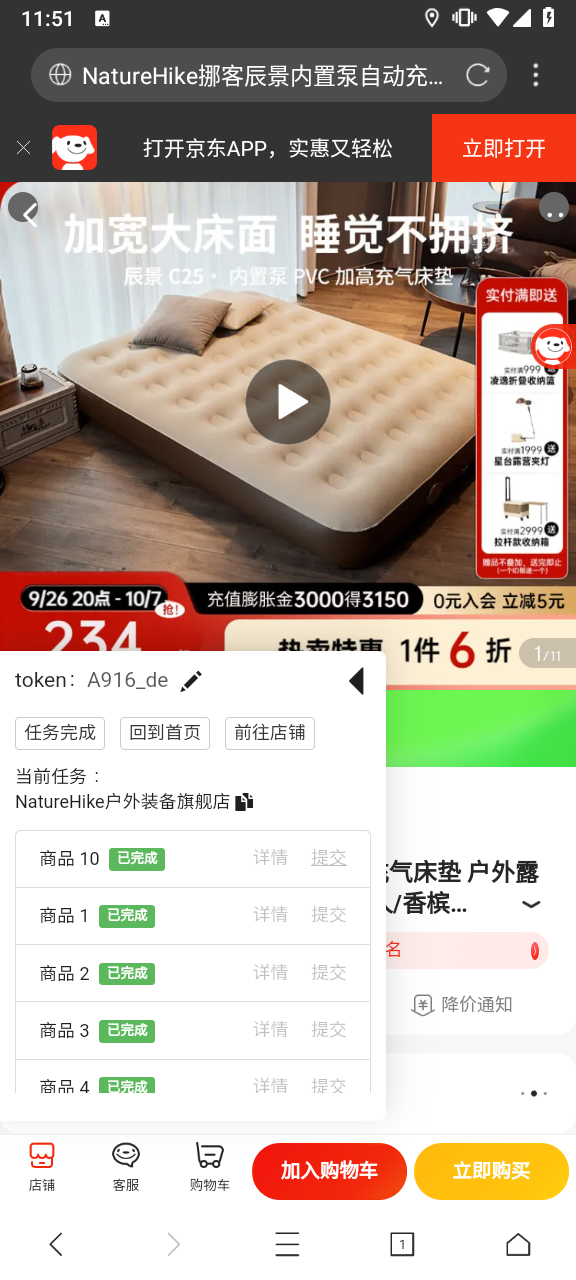 11:51
NatureHike挪客辰景内置泵自动充...
打开京东APP，实惠又轻松
立即打开
加宽大床面 睡觉不拥挤
辰景 C25· 内置泵 PVC 加高充气床垫
实付满即送
实付满999 送
凌逸折叠收纳篮
实付满1999 送
星台露营夹灯
实付满2999 送
拉杆款收纳箱
赠品不叠加，送完即止
(一个ID限送一个)
9/26 20点 - 10/7 抢!
充值膨胀金3000得3150
0元入会 立减5元
234
热卖特惠 1件6折
1/11
token: A916_de
任务完成
回到首页
前往店铺
当前任务：
NatureHike户外装备旗舰店
商品 10 已完成 详情 提交
商品 1 已完成 详情 提交
商品 2 已完成 详情 提交
商品 3 已完成 详情 提交
商品 4 已完成 详情 提交
气床垫 户外露
人/香槟...
名
降价通知
店铺
客服
购物车
加入购物车
立即购买
1